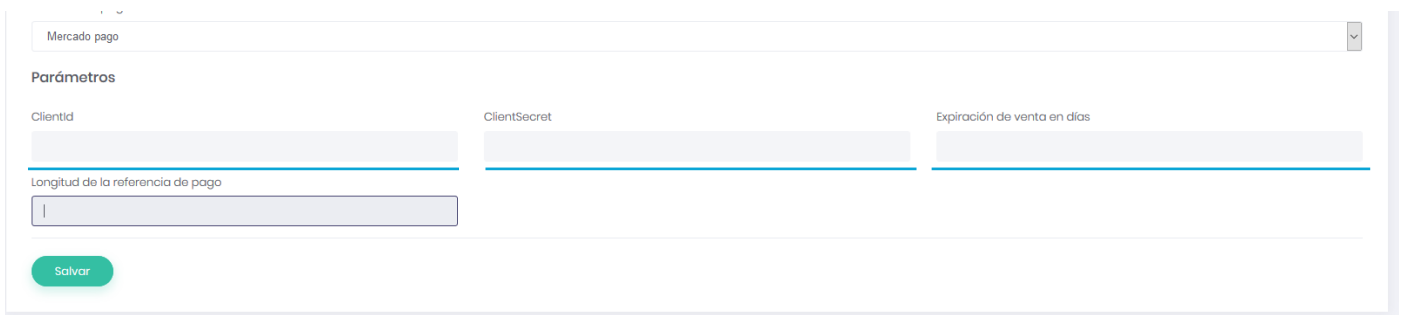 Mercado pago
Parámetros
ClientId ClientSecret Expiración de venta en días
Longitud de la referencia de pago
Salvar